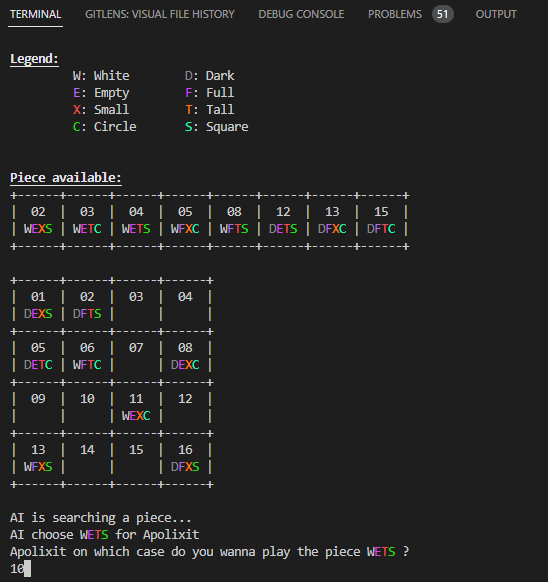 TERMINAL GITLENS: VISUAL FILE HISTORY DEBUG CONSOLE PROBLEMS 51 OUTPUT
Legend:
W: White D: Dark
E: Empty F: Full
X: Small T: Tall
C: Circle S: Square
Piece available:
+------+------+------+------+------+------+------+------+
| 02 | 03 | 04 | 05 | 08 | 12 | 13 | 15 |
| WEXS | WETC | WETS | WFXC | WFTS | DETS | DFXC | DFTC |
+------+------+------+------+------+------+------+------+
+------+------+------+------+
| 01 | 02 | 03 | 04 |
| DEXS | DFTS | | |
+------+------+------+------+
| 05 | 06 | 07 | 08 |
| DETC | WFTC | | DEXC |
+------+------+------+------+
| 09 | 10 | 11 | 12 |
| | | WEXC | |
+------+------+------+------+
| 13 | 14 | 15 | 16 |
| WFXS | | | DFXS |
+------+------+------+------+
AI is searching a piece...
AI choose WETS for Apolixit
Apolixit on which case do you wanna play the piece WETS ?
10